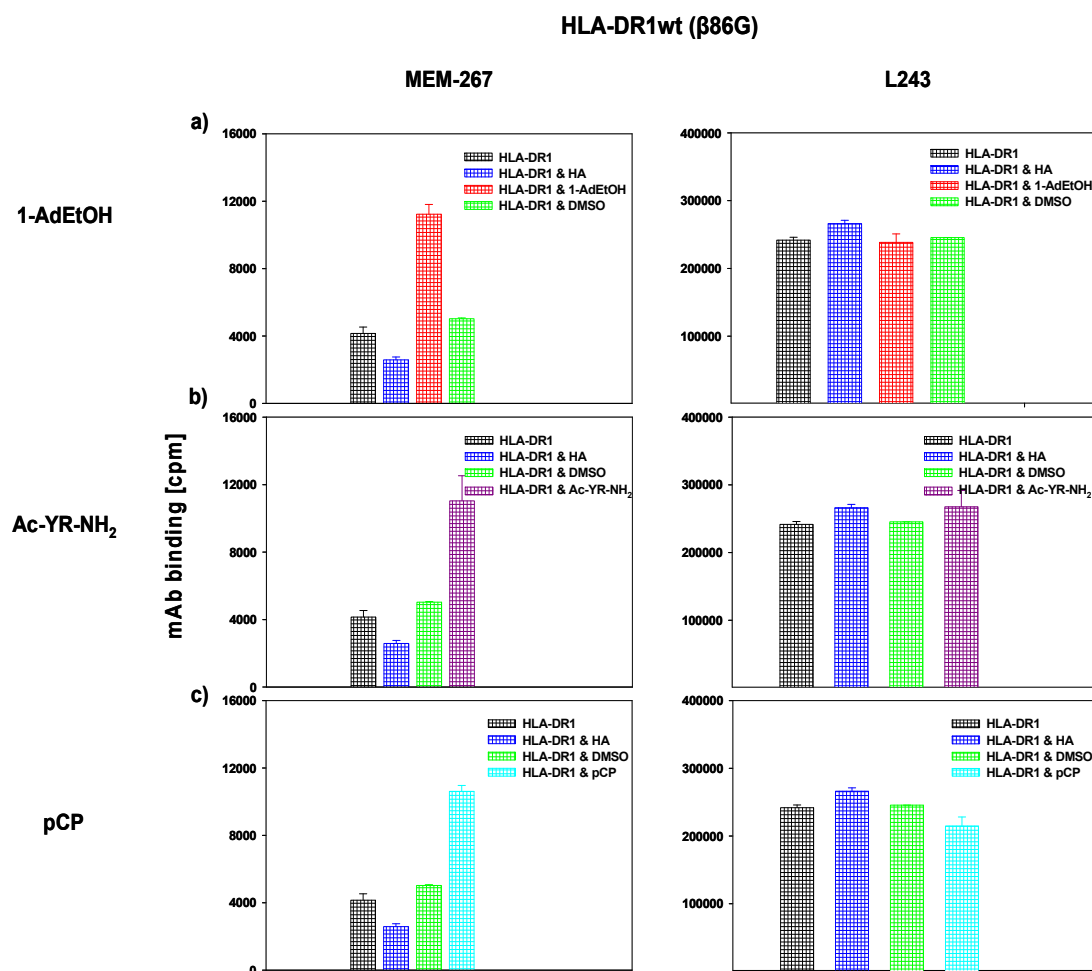 HLA-DR1wt (β86G)
MEM-267
L243
a)
1-AdEtOH
16000
12000
8000
4000
0
HLA-DR1
HLA-DR1 & HA
HLA-DR1 & 1-AdEtOH
HLA-DR1 & DMSO
400000
300000
200000
100000
HLA-DR1
HLA-DR1 & HA
HLA-DR1 & 1-AdEtOH
HLA-DR1 & DMSO
b)
Ac-YR-NH₂
mAb binding [cpm]
16000
12000
8000
4000
0
HLA-DR1
HLA-DR1 & HA
HLA-DR1 & DMSO
HLA-DR1 & Ac-YR-NH₂
400000
300000
200000
100000
HLA-DR1
HLA-DR1 & HA
HLA-DR1 & DMSO
HLA-DR1 & Ac-YR-NH₂
c)
pCP
16000
12000
8000
4000
0
HLA-DR1
HLA-DR1 & HA
HLA-DR1 & DMSO
HLA-DR1 & pCP
400000
300000
200000
100000
HLA-DR1
HLA-DR1 & HA
HLA-DR1 & DMSO
HLA-DR1 & pCP